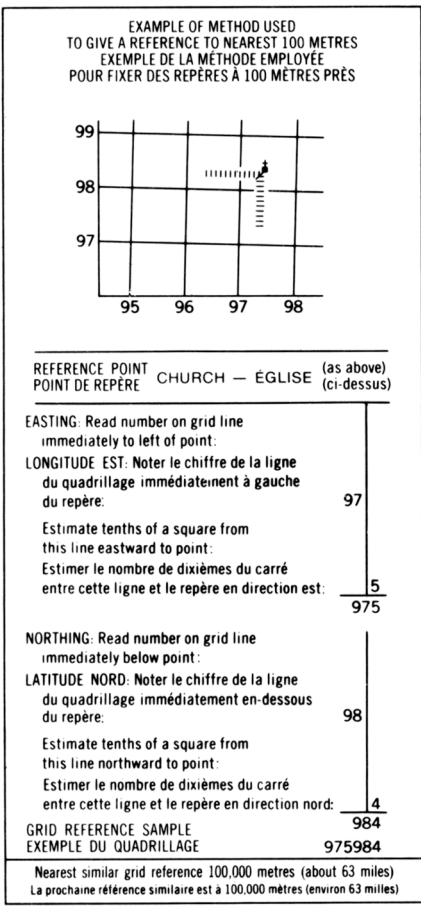 EXAMPLE OF METHOD USED
TO GIVE A REFERENCE TO NEAREST 100 METRES
EXEMPLE DE LA MÉTHODE EMPLOYÉE
POUR FIXER DES REPÈRES À 100 MÈTRES PRÈS
99
98
97
95 96 97 98
REFERENCE POINT
POINT DE REPÈRE
CHURCH — ÉGLISE
(as above)
(ci-dessus)
EASTING: Read number on grid line
immediately to left of point:
LONGITUDE EST: Noter le chiffre de la ligne
du quadrillage immédiatement à gauche
du repère: 97
Estimate tenths of a square from
this line eastward to point:
Estimer le nombre de dixièmes du carré
entre cette ligne et le repère en direction est: 5
975
NORTHING: Read number on grid line
immediately below point:
LATITUDE NORD: Noter le chiffre de la ligne
du quadrillage immédiatement en-dessous
du repère: 98
Estimate tenths of a square from
this line northward to point:
Estimer le nombre de dixièmes du carré
entre cette ligne et le repère en direction nord: 4
GRID REFERENCE SAMPLE 984
EXEMPLE DU QUADRILLAGE 975984
Nearest similar grid reference 100,000 metres (about 63 miles)
La prochaine référence similaire est à 100,000 mètres (environ 63 milles)